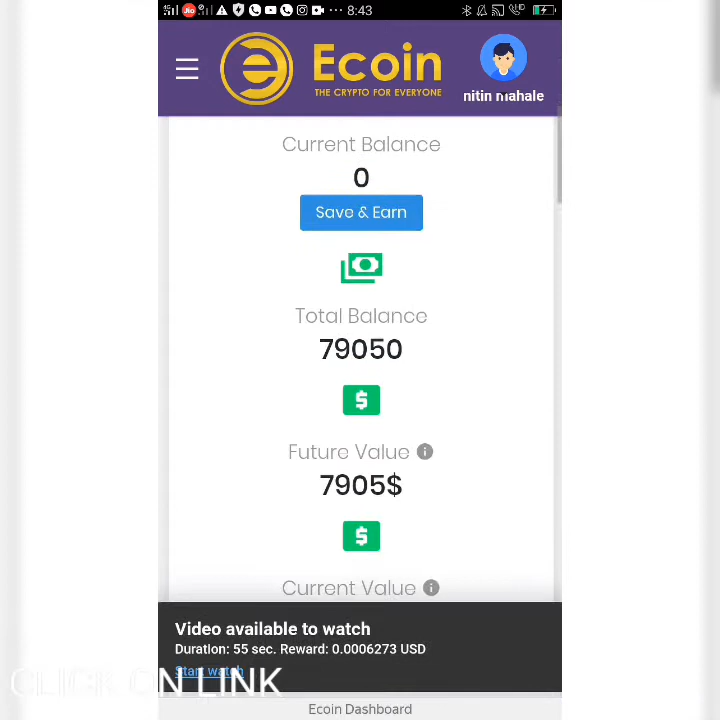 8:43
Ecoin
THE CRYPTO FOR EVERYONE
nitin mahale
Current Balance
0
Save & Earn
Total Balance
79050
$
Future Value
7905$
$
Current Value
Video available to watch
Duration: 55 sec. Reward: 0.0006273 USD
Start watch
CLICK ON LINK
Ecoin Dashboard